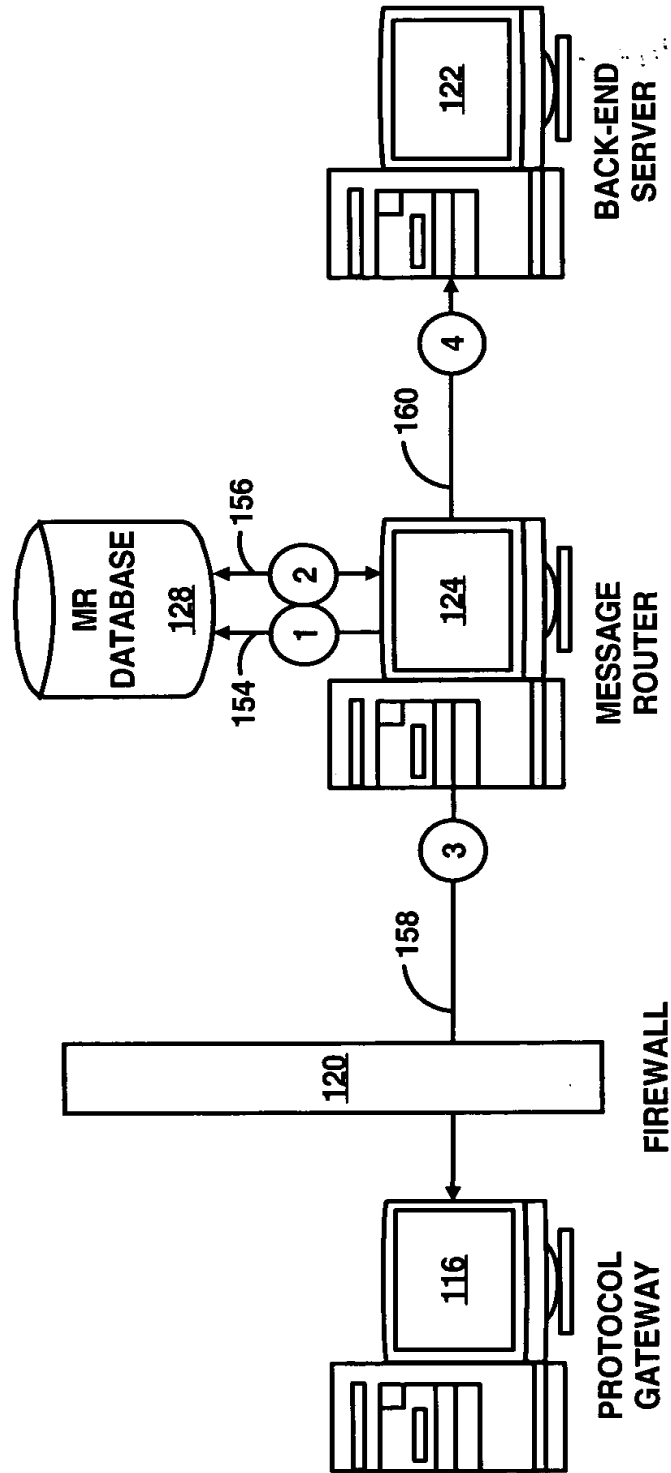 MR
DATABASE
128
154
156
1
2
116
PROTOCOL
GATEWAY
120
FIREWALL
158
3
124
MESSAGE
ROUTER
160
4
122
BACK-END
SERVER